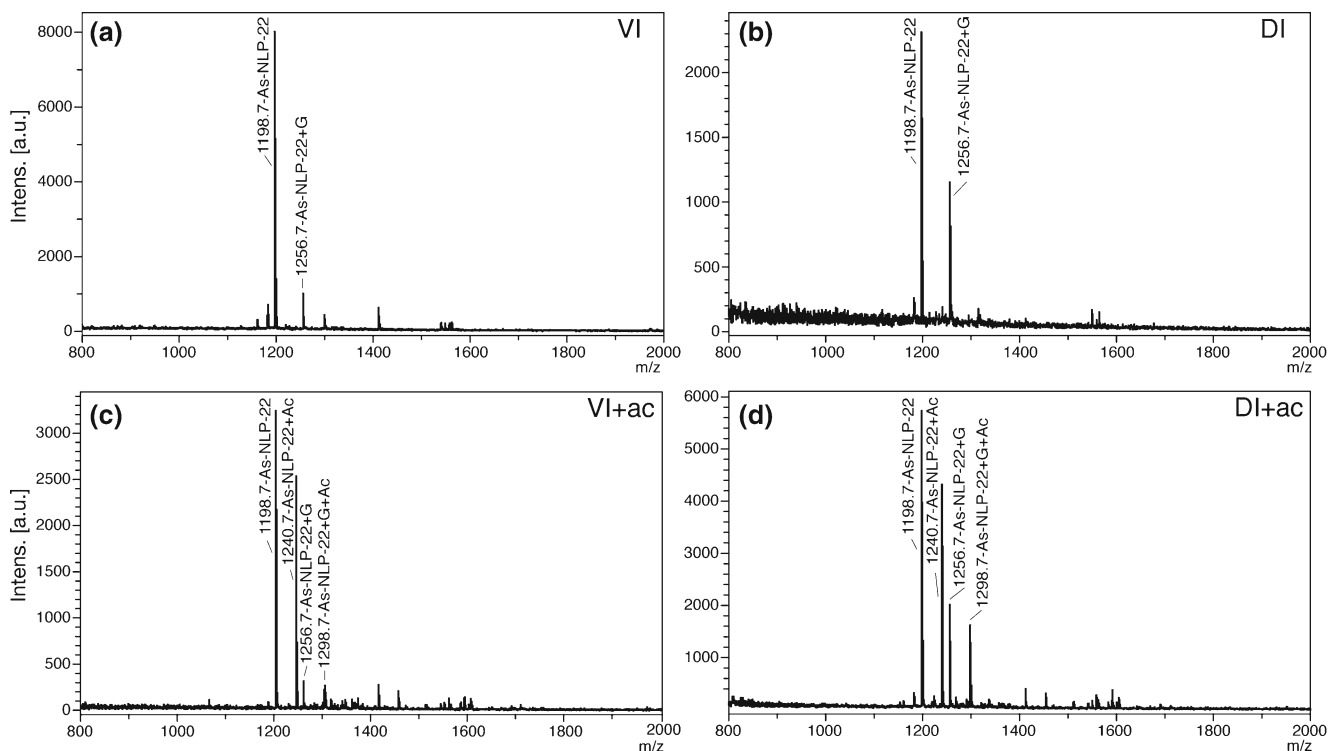 (a)
VI
Intens. [a.u.]
8000
6000
4000
2000
0
1198.7-As-NLP-22
1256.7-As-NLP-22+G
800
1000
1200
1400
1600
1800
2000
m/z
(b)
DI
2000
1500
1000
500
0
1198.7-As-NLP-22
1256.7-As-NLP-22+G
800
1000
1200
1400
1600
1800
2000
m/z
(c)
VI+ac
Intens. [a.u.]
3000
2500
2000
1500
1000
500
0
1198.7-As-NLP-22
1240.7-As-NLP-22+Ac
1256.7-As-NLP-22+G
1298.7-As-NLP-22+G+Ac
800
1000
1200
1400
1600
1800
2000
m/z
(d)
DI+ac
6000
5000
4000
3000
2000
1000
1198.7-As-NLP-22
1240.7-As-NLP-22+Ac
1256.7-As-NLP-22+G
1298.7-As-NLP-22+G+Ac
800
1000
1200
1400
1600
1800
2000
m/z